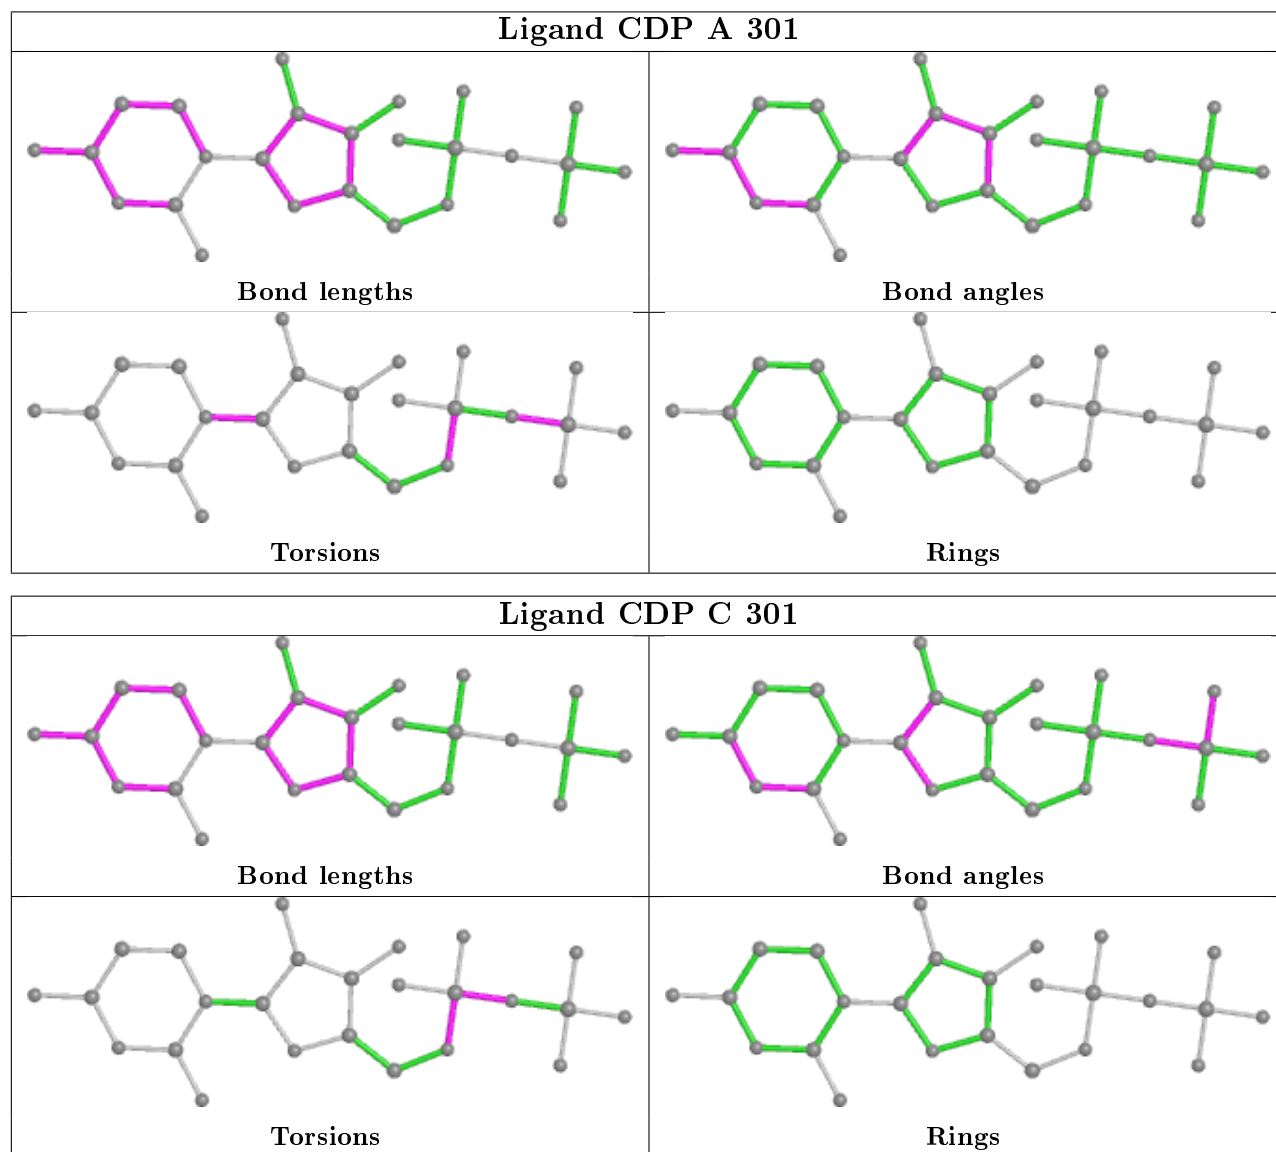 Ligand CDP A 301
Bond lengths
Bond angles
Torsions
Rings
Ligand CDP C 301
Bond lengths
Bond angles
Torsions
Rings